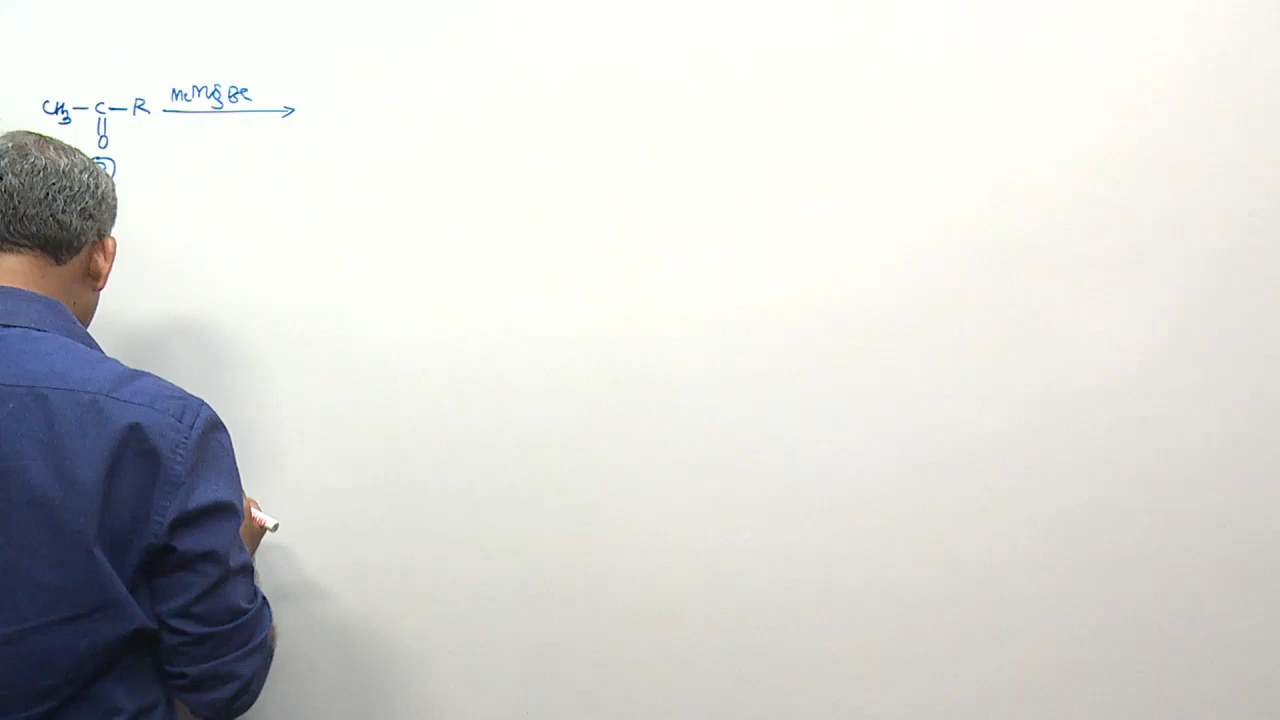 MeMgBr
CH3 - C - R ⟶
||
O